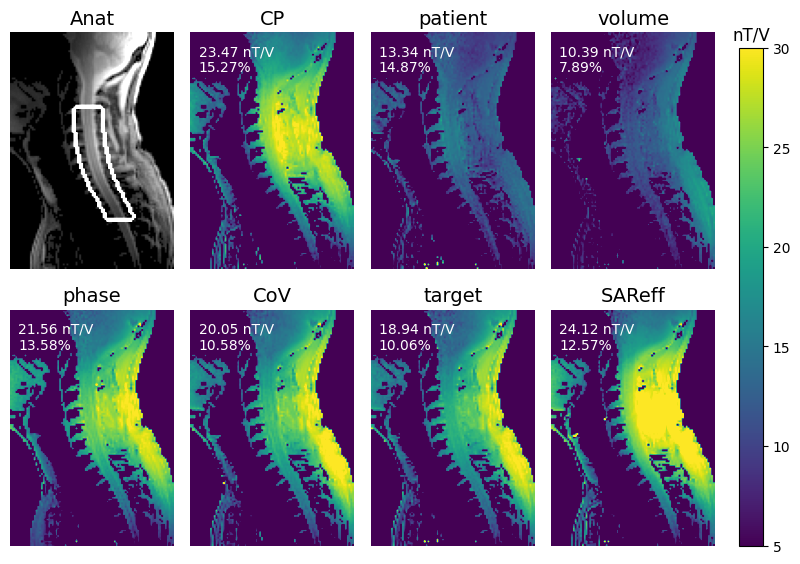 Anat
CP
patient
volume
nT/V
23.47 nT/V
15.27%
13.34 nT/V
14.87%
10.39 nT/V
7.89%
30
25
20
15
10
5
phase
CoV
target
SAReff
21.56 nT/V
13.58%
20.05 nT/V
10.58%
18.94 nT/V
10.06%
24.12 nT/V
12.57%